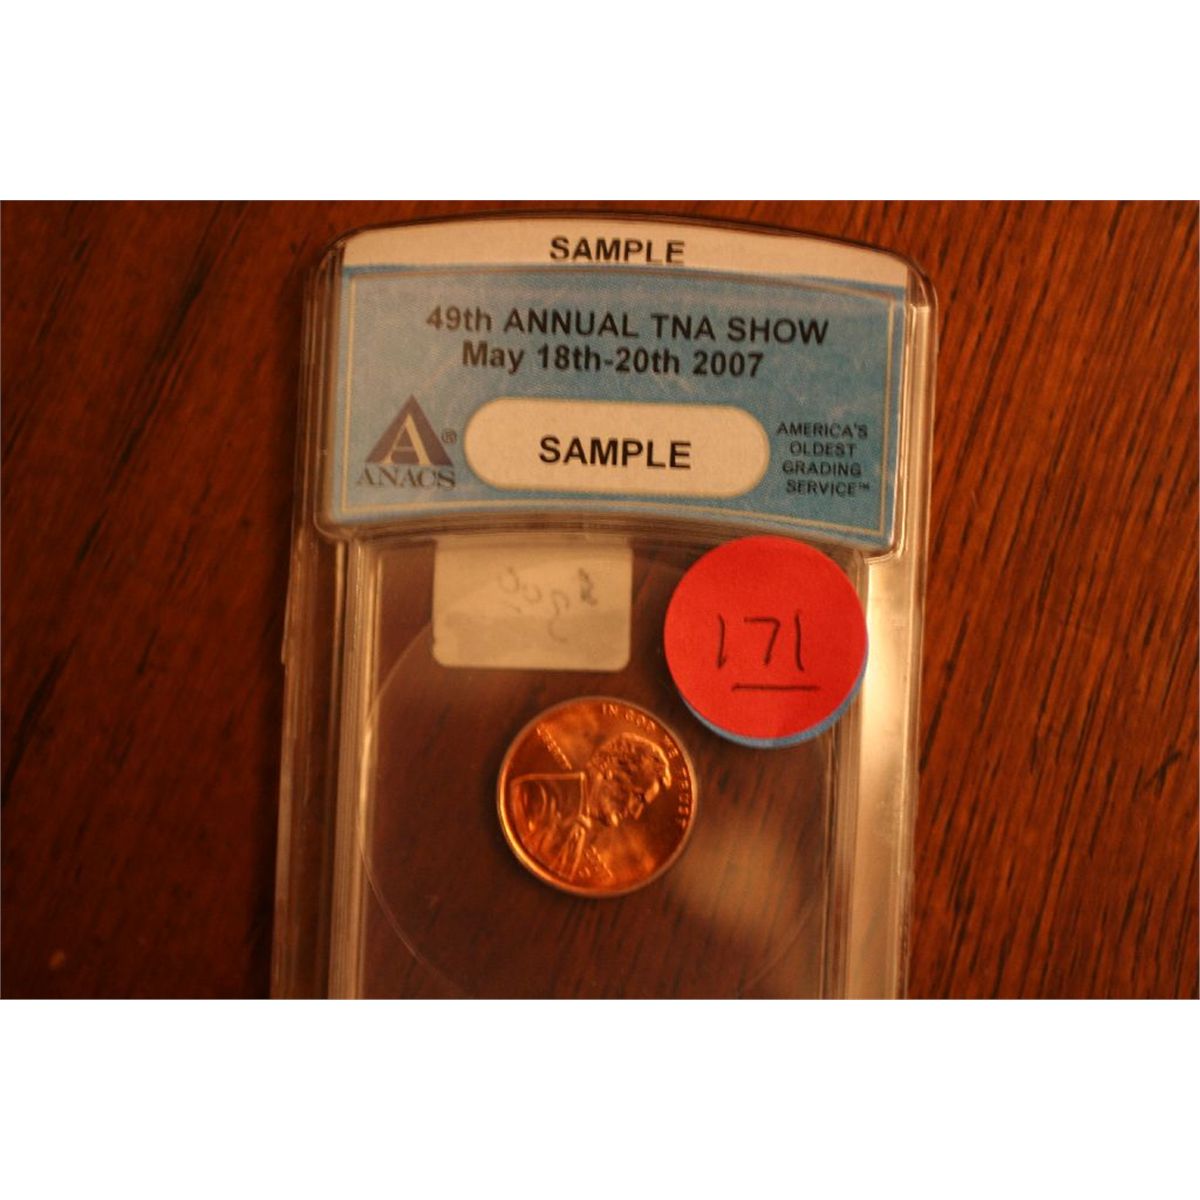 SAMPLE
49th ANNUAL TNA SHOW
May 18th-20th 2007
ANACS®
SAMPLE
AMERICA'S
OLDEST
GRADING
SERVICE™
171
IN GOD WE TRUST
LIBERTY